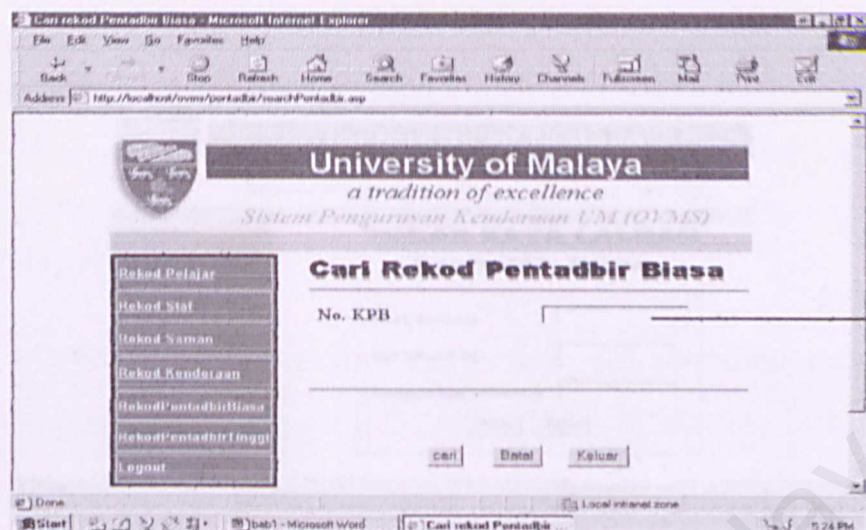 Cari rekod Pentadbir Biasa - Microsoft Internet Explorer
File Edit View Go Favorites Help
Back Forward Stop Refresh Home Search Favorites History Channels Fullscreen Mail Print Edit
Address http://localhost/ovms/pentadbir/searchPentadbir.asp
University of Malaya
a tradition of excellence
Sistem Pengurusan Kenderaan UM (OVMS)
Cari Rekod Pentadbir Biasa
Rekod Pelajar
Rekod Staf
Rekod Saman
Rekod Kenderaan
RekodPentadbirBiasa
RekodPentadbirTinggi
Logout
No. KPB
cari Batal Keluar
Done Local intranet zone
Start bab1 - Microsoft Word Cari rekod Pentadbir ... 5:24 PM